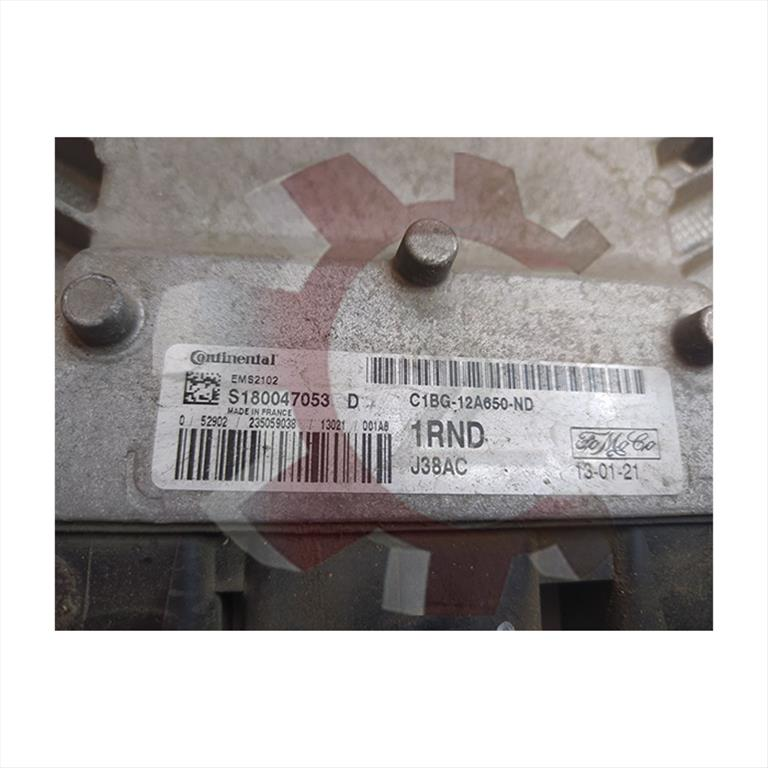 Continental
EMS2102
S180047053 D
MADE IN FRANCE
0 / 52902 / 235059038 / 13021 / 001A8
C1BG-12A650-ND
1RND
FoMoCo
J38AC
13-01-21